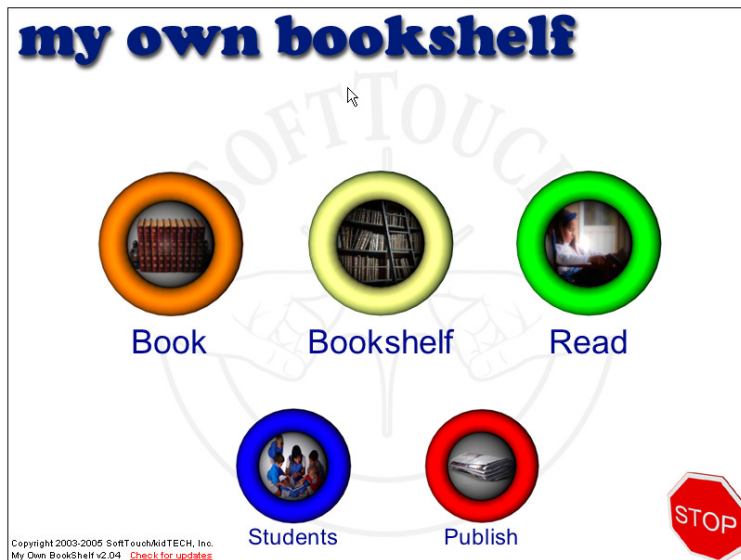 my own bookshelf
SOFTTOUCH
Book Bookshelf Read
Students Publish
STOP
Copyright 2003-2005 SoftTouch/kidTECH, Inc.
My Own BookShelf v2.04 Check for updates